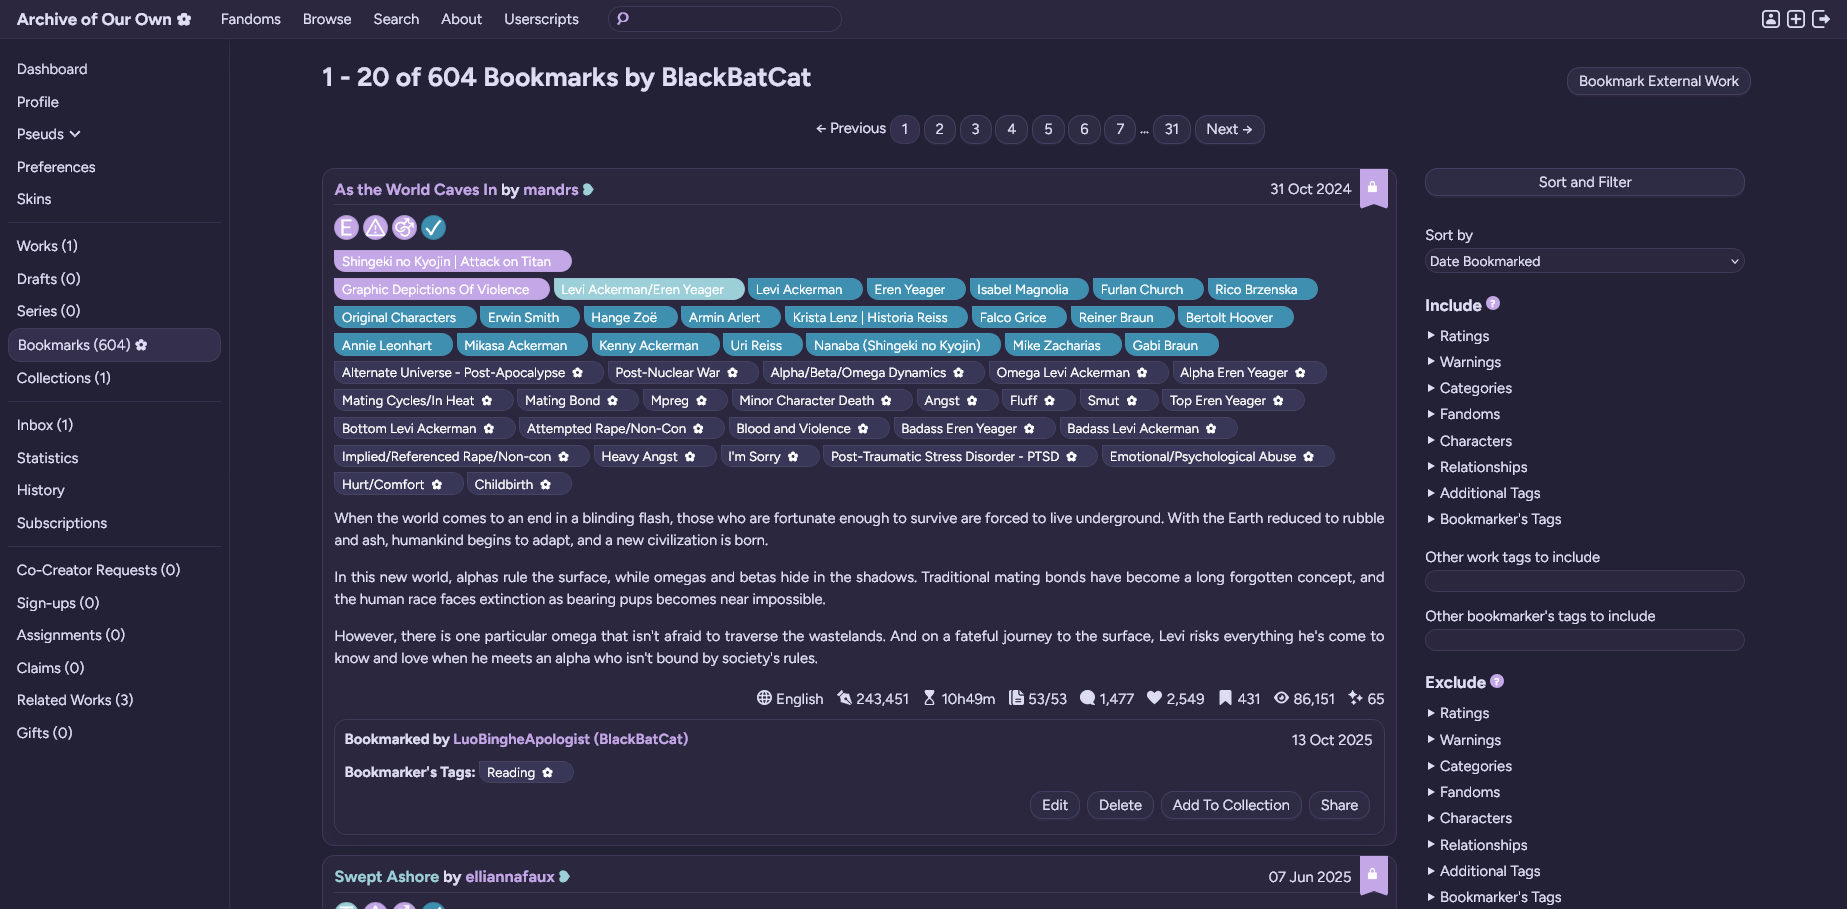 Archive of Our Own ✿ Fandoms Browse Search About Userscripts
Dashboard
Profile
Pseuds
Preferences
Skins
Works (1)
Drafts (0)
Series (0)
Bookmarks (604) ✿
Collections (1)
Inbox (1)
Statistics
History
Subscriptions
Co-Creator Requests (0)
Sign-ups (0)
Assignments (0)
Claims (0)
Related Works (3)
Gifts (0)
1 - 20 of 604 Bookmarks by BlackBatCat
Bookmark External Work
← Previous 1 2 3 4 5 6 7 ... 31 Next →
As the World Caves In by mandrs
31 Oct 2024
E
Shingeki no Kyojin | Attack on Titan
Graphic Depictions Of Violence Levi Ackerman/Eren Yeager Levi Ackerman Eren Yeager Isabel Magnolia Furlan Church Rico Brzenska
Original Characters Erwin Smith Hange Zoë Armin Arlert Krista Lenz | Historia Reiss Falco Grice Reiner Braun Bertolt Hoover
Annie Leonhart Mikasa Ackerman Kenny Ackerman Uri Reiss Nanaba (Shingeki no Kyojin) Mike Zacharias Gabi Braun
Alternate Universe - Post-Apocalypse ✿ Post-Nuclear War ✿ Alpha/Beta/Omega Dynamics ✿ Omega Levi Ackerman ✿ Alpha Eren Yeager ✿
Mating Cycles/In Heat ✿ Mating Bond ✿ Mpreg ✿ Minor Character Death ✿ Angst ✿ Fluff ✿ Smut ✿ Top Eren Yeager ✿
Bottom Levi Ackerman ✿ Attempted Rape/Non-Con ✿ Blood and Violence ✿ Badass Eren Yeager ✿ Badass Levi Ackerman ✿
Implied/Referenced Rape/Non-con ✿ Heavy Angst ✿ I'm Sorry ✿ Post-Traumatic Stress Disorder - PTSD ✿ Emotional/Psychological Abuse ✿
Hurt/Comfort ✿ Childbirth ✿
When the world comes to an end in a blinding flash, those who are fortunate enough to survive are forced to live underground. With the Earth reduced to rubble
and ash, humankind begins to adapt, and a new civilization is born.
In this new world, alphas rule the surface, while omegas and betas hide in the shadows. Traditional mating bonds have become a long forgotten concept, and
the human race faces extinction as bearing pups becomes near impossible.
However, there is one particular omega that isn't afraid to traverse the wastelands. And on a fateful journey to the surface, Levi risks everything he's come to
know and love when he meets an alpha who isn't bound by society's rules.
English 243,451 10h49m 53/53 1,477 2,549 431 86,151 65
Bookmarked by LuoBingheApologist (BlackBatCat)
13 Oct 2025
Bookmarker's Tags: Reading ✿
Edit Delete Add To Collection Share
Swept Ashore by elliannafaux
07 Jun 2025
Sort and Filter
Sort by
Date Bookmarked
Include ?
Ratings
Warnings
Categories
Fandoms
Characters
Relationships
Additional Tags
Bookmarker's Tags
Other work tags to include
Other bookmarker's tags to include
Exclude ?
Ratings
Warnings
Categories
Fandoms
Characters
Relationships
Additional Tags
Bookmarker's Tags